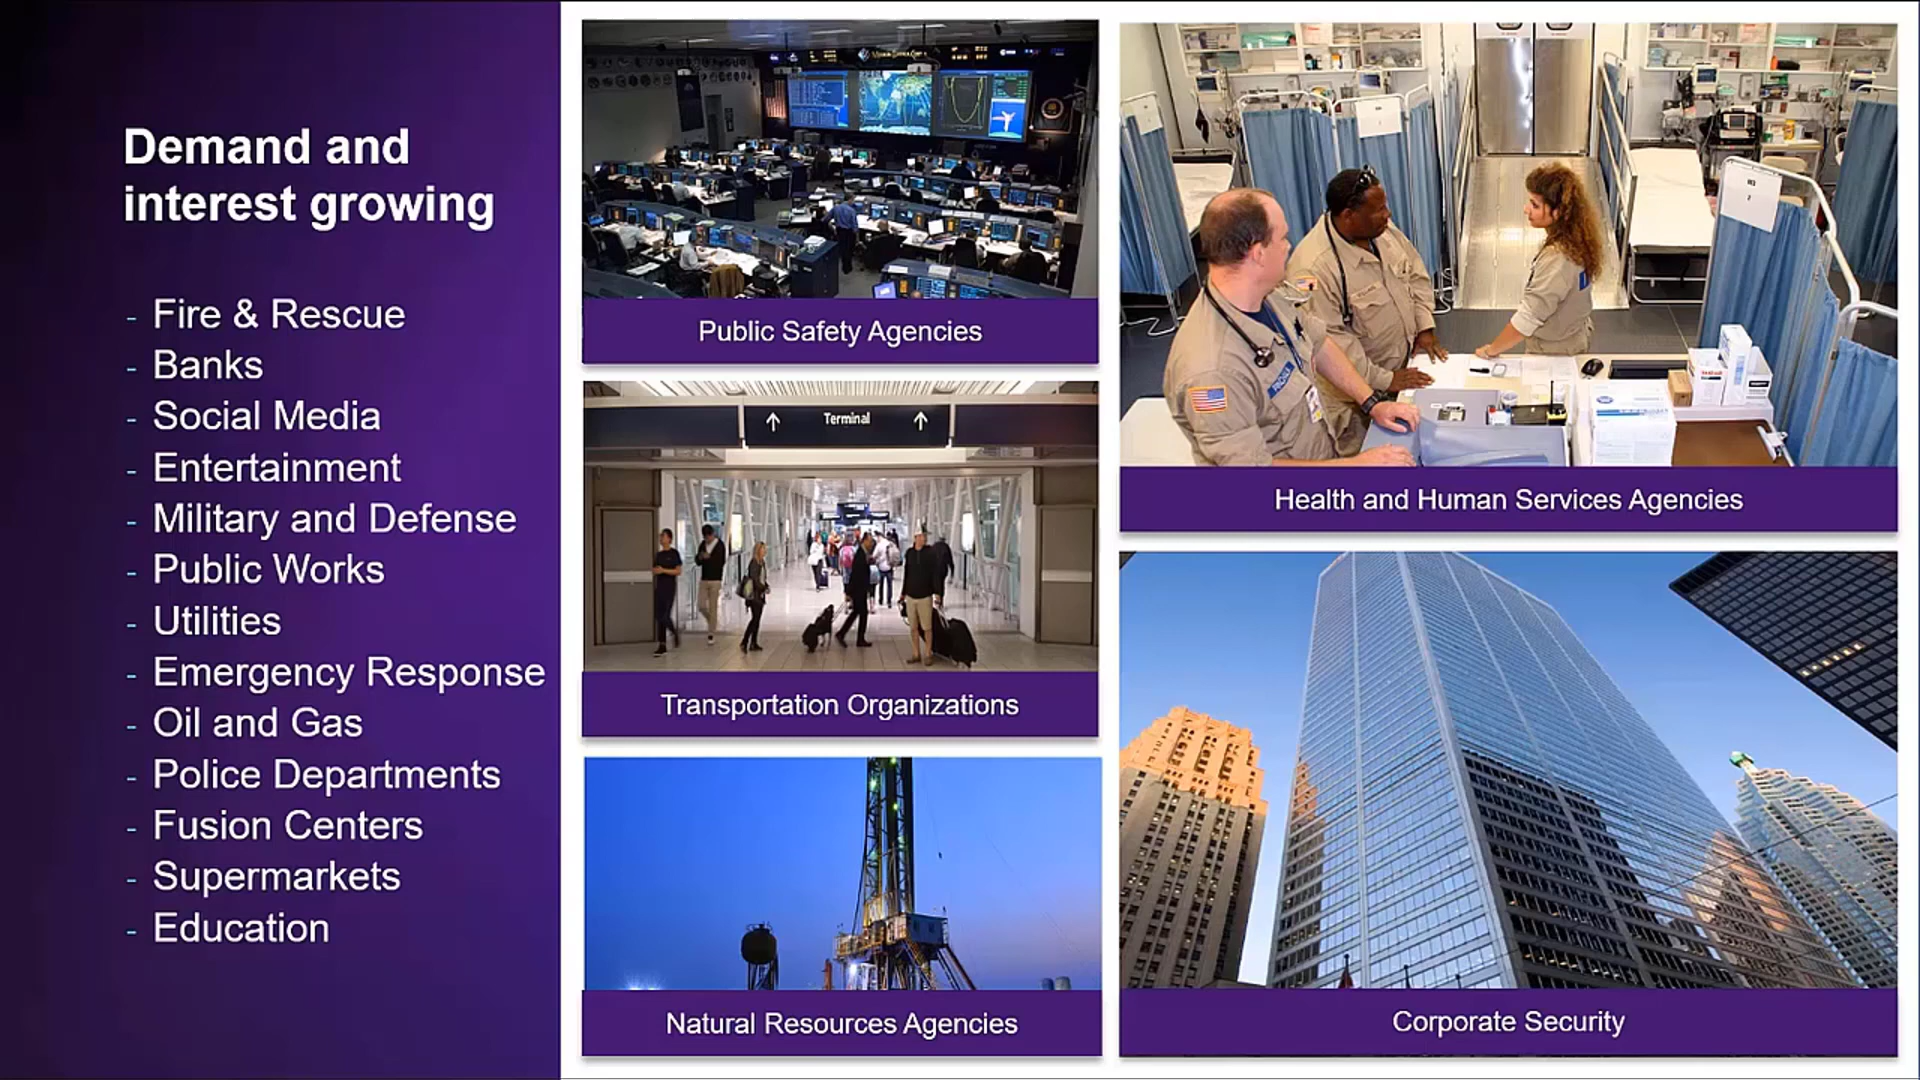 Demand and
interest growing
- Fire & Rescue
- Banks
- Social Media
- Entertainment
- Military and Defense
- Public Works
- Utilities
- Emergency Response
- Oil and Gas
- Police Departments
- Fusion Centers
- Supermarkets
- Education
Public Safety Agencies
Terminal
Transportation Organizations
Natural Resources Agencies
Health and Human Services Agencies
Corporate Security